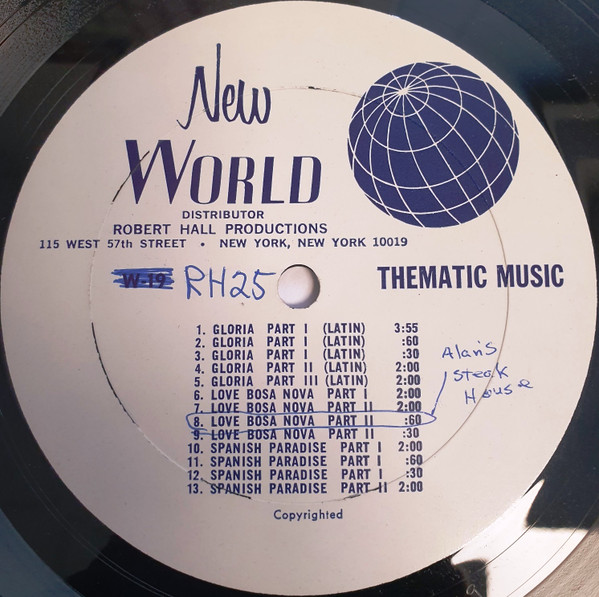 New
WORLD
DISTRIBUTOR
ROBERT HALL PRODUCTIONS
115 WEST 57th STREET • NEW YORK, NEW YORK 10019
W-19 RH25
THEMATIC MUSIC
1. GLORIA PART I (LATIN) 3:55
2. GLORIA PART I (LATIN) :60
3. GLORIA PART I (LATIN) :30
4. GLORIA PART II (LATIN) 2:00
5. GLORIA PART III (LATIN) 2:00
6. LOVE BOSA NOVA PART I 2:00
7. LOVE BOSA NOVA PART II 2:00
8. LOVE BOSA NOVA PART II :60
9. LOVE BOSA NOVA PART II :30
10. SPANISH PARADISE PART I 2:00
11. SPANISH PARADISE PART I :60
12. SPANISH PARADISE PART I :30
13. SPANISH PARADISE PART II 2:00
Alan's
Steak
House
Copyrighted